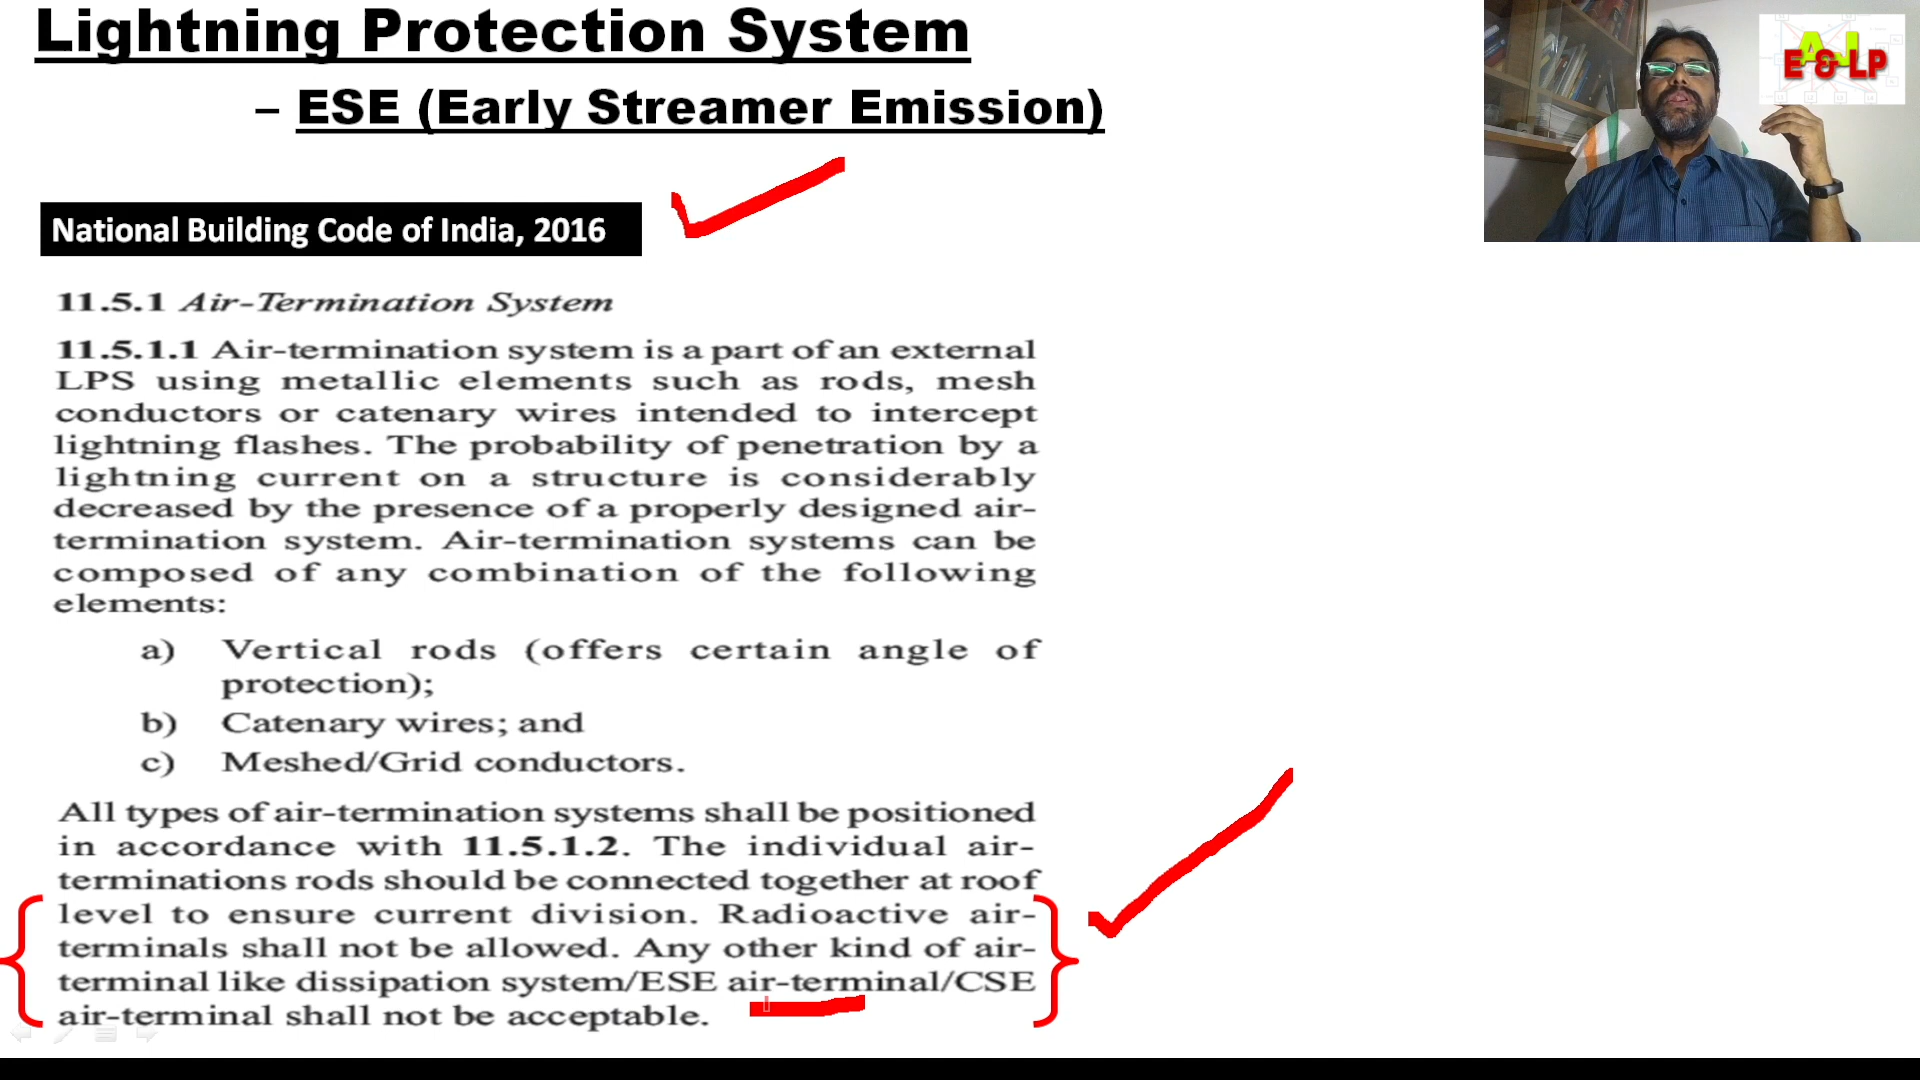 Lightning Protection System
– ESE (Early Streamer Emission)
AJ
E & LP
National Building Code of India, 2016
11.5.1 Air-Termination System
11.5.1.1 Air-termination system is a part of an external
LPS using metallic elements such as rods, mesh
conductors or catenary wires intended to intercept
lightning flashes. The probability of penetration by a
lightning current on a structure is considerably
decreased by the presence of a properly designed air-
termination system. Air-termination systems can be
composed of any combination of the following
elements:
a) Vertical rods (offers certain angle of
protection);
b) Catenary wires; and
c) Meshed/Grid conductors.
All types of air-termination systems shall be positioned
in accordance with 11.5.1.2. The individual air-
terminations rods should be connected together at roof
level to ensure current division. Radioactive air-
terminals shall not be allowed. Any other kind of air-
terminal like dissipation system/ESE air-terminal/CSE
air-terminal shall not be acceptable.